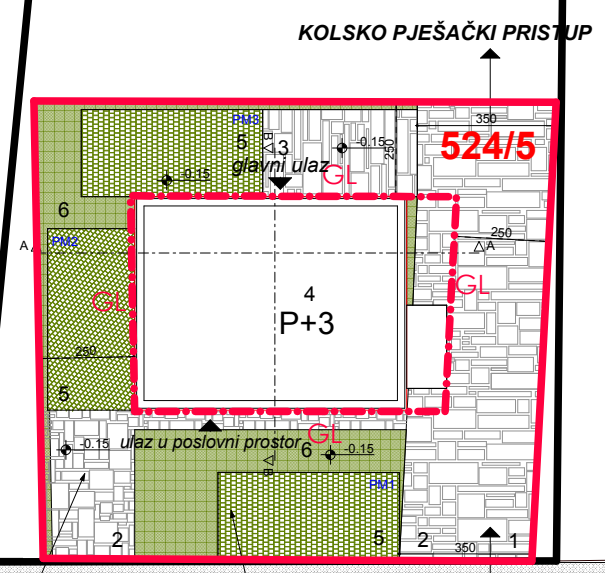 KOLSKO PJEŠAČKI PRISTUP
350
524/5
PM3
5
B
3
-0.15
250
glavni ulaz
GL
-0.15
6
PM2
A
250
A
GL
GL
4
P+3
250
5
-0.15
ulaz u poslovni prostor
GL
6
-0.15
B
PM1
2
5
2
350
1